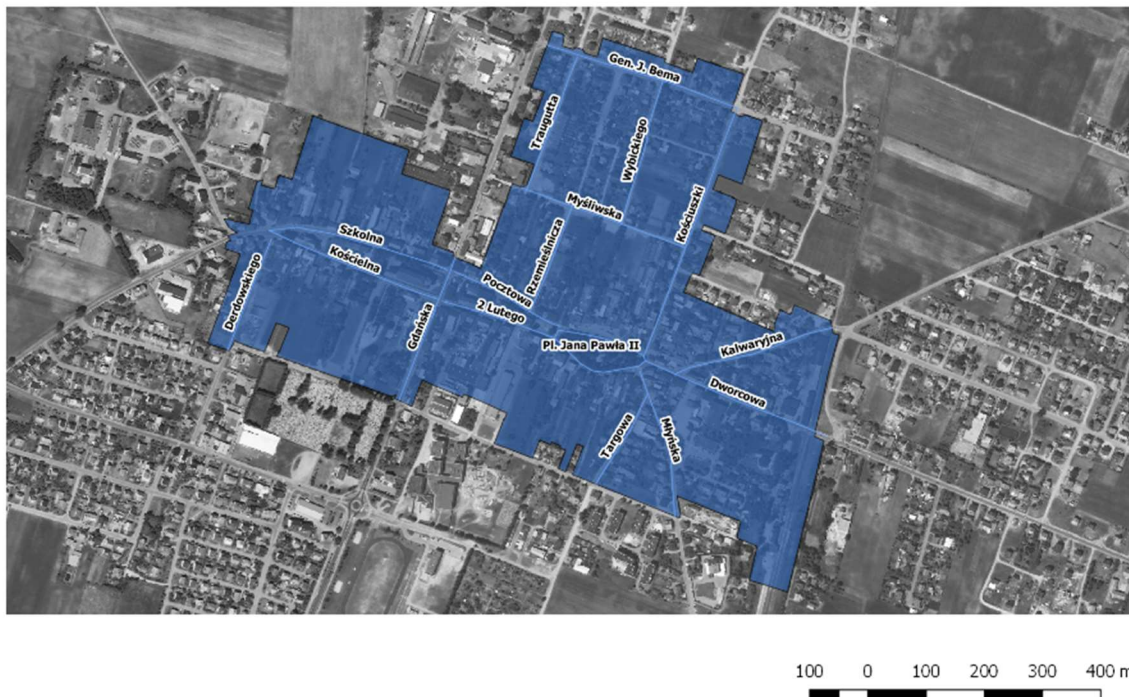 Gen. J. Bema
Traugutta
Wybickiego
Myśliwska
Kościuszki
Rzemieślnicza
Szkolna
Kościelna
Derdowskiego
Pocztowa
2 Lutego
Gdańska
Pl. Jana Pawła II
Kalwaryjna
Dworcowa
Targowa
Młyńska
100 0 100 200 300 400 m